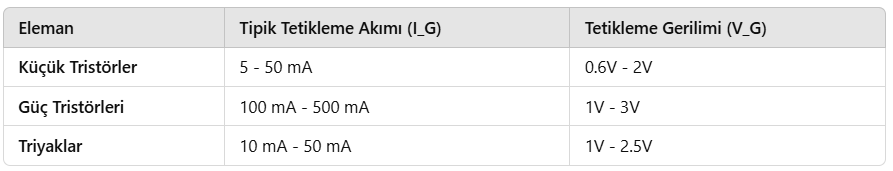 Eleman Tipik Tetikleme Akımı (I_G) Tetikleme Gerilimi (V_G)
Küçük Tristörler 5 - 50 mA 0.6V - 2V
Güç Tristörleri 100 mA - 500 mA 1V - 3V
Triyaklar 10 mA - 50 mA 1V - 2.5V